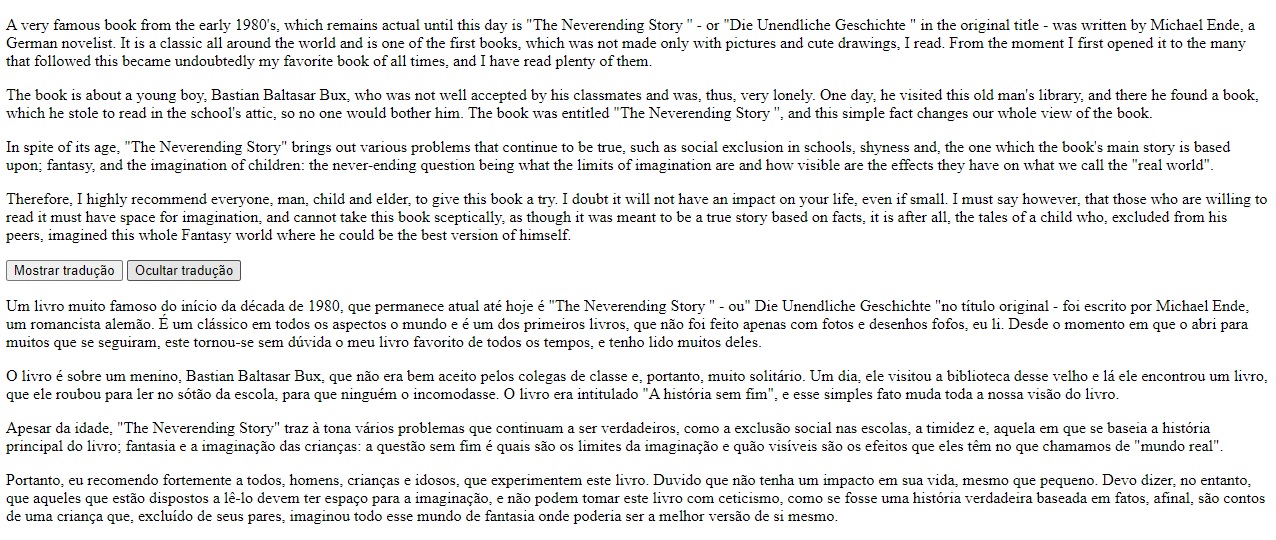 A very famous book from the early 1980's, which remains actual until this day is "The Neverending Story " - or "Die Unendliche Geschichte " in the original title - was written by Michael Ende, a
German novelist. It is a classic all around the world and is one of the first books, which was not made only with pictures and cute drawings, I read. From the moment I first opened it to the many
that followed this became undoubtedly my favorite book of all times, and I have read plenty of them.
The book is about a young boy, Bastian Baltasar Bux, who was not well accepted by his classmates and was, thus, very lonely. One day, he visited this old man's library, and there he found a book,
which he stole to read in the school's attic, so no one would bother him. The book was entitled "The Neverending Story ", and this simple fact changes our whole view of the book.
In spite of its age, "The Neverending Story" brings out various problems that continue to be true, such as social exclusion in schools, shyness and, the one which the book's main story is based
upon; fantasy, and the imagination of children: the never-ending question being what the limits of imagination are and how visible are the effects they have on what we call the "real world".
Therefore, I highly recommend everyone, man, child and elder, to give this book a try. I doubt it will not have an impact on your life, even if small. I must say however, that those who are willing to
read it must have space for imagination, and cannot take this book sceptically, as though it was meant to be a true story based on facts, it is after all, the tales of a child who, excluded from his
peers, imagined this whole Fantasy world where he could be the best version of himself.
Mostrar tradução Ocultar tradução
Um livro muito famoso do início da década de 1980, que permanece atual até hoje é "The Neverending Story " - ou" Die Unendliche Geschichte "no título original - foi escrito por Michael Ende,
um romancista alemão. É um clássico em todos os aspectos o mundo e é um dos primeiros livros, que não foi feito apenas com fotos e desenhos fofos, eu li. Desde o momento em que o abri para
muitos que se seguiram, este tornou-se sem dúvida o meu livro favorito de todos os tempos, e tenho lido muitos deles.
O livro é sobre um menino, Bastian Baltasar Bux, que não era bem aceito pelos colegas de classe e, portanto, muito solitário. Um dia, ele visitou a biblioteca desse velho e lá ele encontrou um livro,
que ele roubou para ler no sótão da escola, para que ninguém o incomodasse. O livro era intitulado "A história sem fim", e esse simples fato muda toda a nossa visão do livro.
Apesar da idade, "The Neverending Story" traz à tona vários problemas que continuam a ser verdadeiros, como a exclusão social nas escolas, a timidez e, aquela em que se baseia a história
principal do livro; fantasia e a imaginação das crianças: a questão sem fim é quais são os limites da imaginação e quão visíveis são os efeitos que eles têm no que chamamos de "mundo real".
Portanto, eu recomendo fortemente a todos, homens, crianças e idosos, que experimentem este livro. Duvido que não tenha um impacto em sua vida, mesmo que pequeno. Devo dizer, no entanto,
que aqueles que estão dispostos a lê-lo devem ter espaço para a imaginação, e não podem tomar este livro com ceticismo, como se fosse uma história verdadeira baseada em fatos, afinal, são contos
de uma criança que, excluído de seus pares, imaginou todo esse mundo de fantasia onde poderia ser a melhor versão de si mesmo.